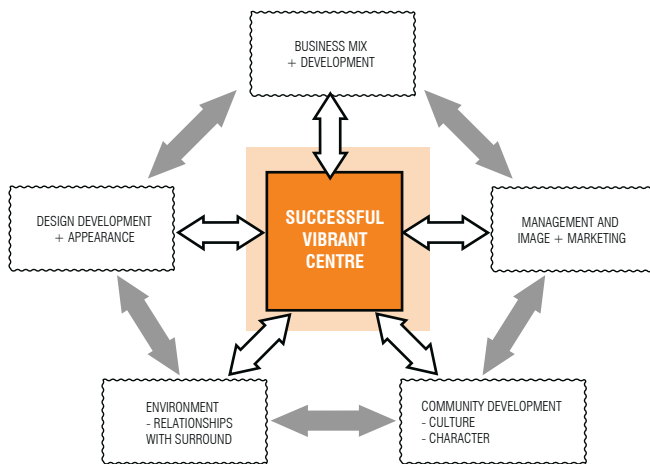 BUSINESS MIX
+ DEVELOPMENT
DESIGN DEVELOPMENT
+ APPEARANCE
SUCCESSFUL
VIBRANT
CENTRE
MANAGEMENT AND
IMAGE + MARKETING
ENVIRONMENT
- RELATIONSHIPS
WITH SURROUND
COMMUNITY DEVELOPMENT
- CULTURE
- CHARACTER